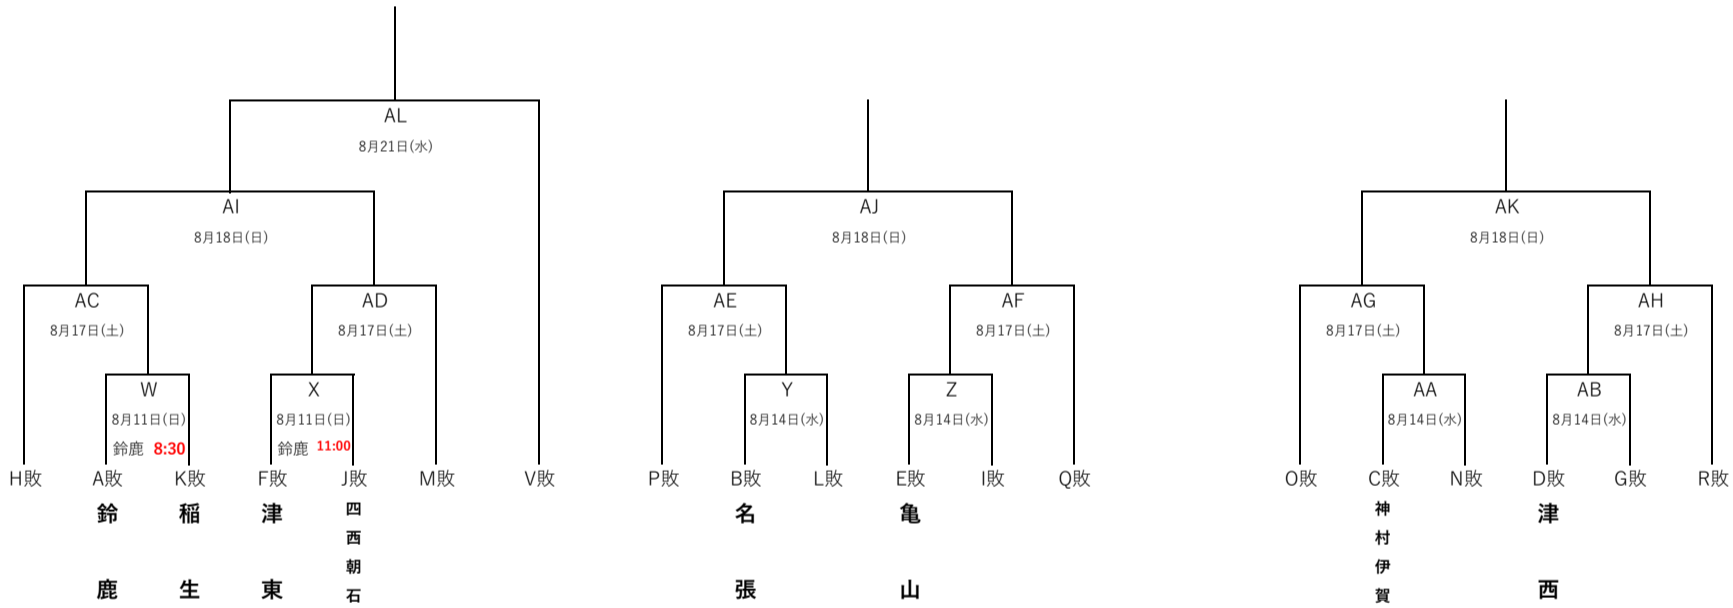 AL
8月21日(水)
AI
8月18日(日)
AJ
8月18日(日)
AK
8月18日(日)
AC
8月17日(土)
AD
8月17日(土)
AE
8月17日(土)
AF
8月17日(土)
AG
8月17日(土)
AH
8月17日(土)
W
8月11日(日)
鈴鹿 8:30
X
8月11日(日)
鈴鹿 11:00
Y
8月14日(水)
Z
8月14日(水)
AA
8月14日(水)
AB
8月14日(水)
H敗 A敗 K敗 F敗 J敗 M敗 V敗 P敗 B敗 L敗 E敗 I敗 Q敗 O敗 C敗 N敗 D敗 G敗 R敗
鈴鹿
稲生
津東
四西朝石
名張
亀山
神村伊賀
津西